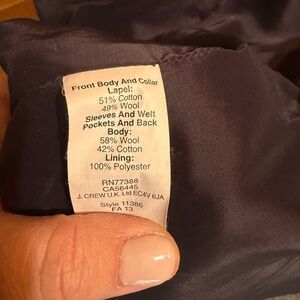 Front Body And Collar
Lapel:
51% Cotton
49% Wool
Sleeves And Welt
Pockets And Back
Body:
58% Wool
42% Cotton
Lining:
100% Polyester
RN77388
CA56445
J. CREW U.K. Ltd EC4V 6JA
Style 11386
FA 13